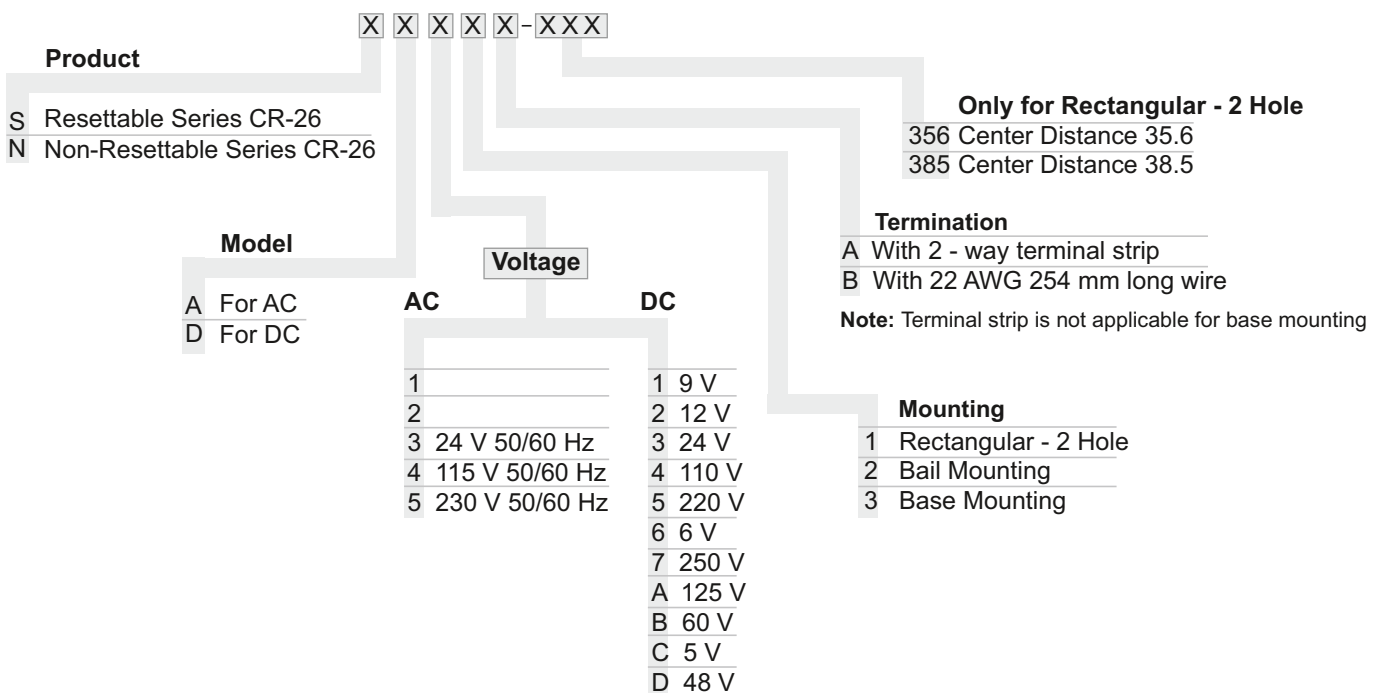 X X X X X - X X X
Product
S Resettable Series CR-26
N Non-Resettable Series CR-26
Only for Rectangular - 2 Hole
356 Center Distance 35.6
385 Center Distance 38.5
Model
A For AC
D For DC
Termination
A With 2 - way terminal strip
B With 22 AWG 254 mm long wire
Note: Terminal strip is not applicable for base mounting
Voltage
AC
1
2
3 24 V 50/60 Hz
4 115 V 50/60 Hz
5 230 V 50/60 Hz
DC
1 9 V
2 12 V
3 24 V
4 110 V
5 220 V
6 6 V
7 250 V
A 125 V
B 60 V
C 5 V
D 48 V
Mounting
1 Rectangular - 2 Hole
2 Bail Mounting
3 Base Mounting